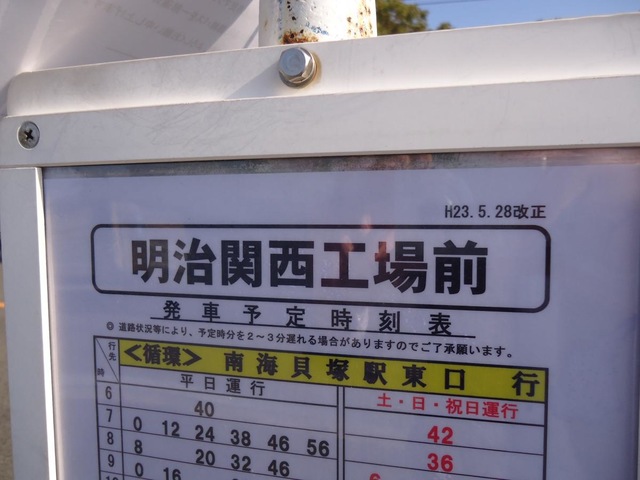 H23.5.28改正
明治関西工場前
発車予定時刻表
◎ 道路状況等により、予定時分を2～3分遅れる場合がありますのでご了承願います。
行先 時 <循環> 南海貝塚駅東口 行
平日運行 土・日・祝日運行
6 40
7 0 12 24 38 46 56 42
8 8 20 32 46 36
9 0 16